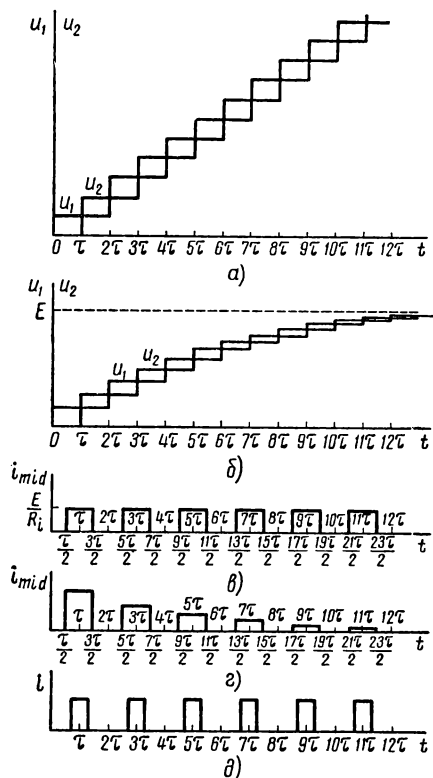 u₁ u₂
u₁ u₂
0 τ 2τ 3τ 4τ 5τ 6τ 7τ 8τ 9τ 10τ 11τ 12τ t
а)
u₁ u₂
E
u₁ u₂
0 τ 2τ 3τ 4τ 5τ 6τ 7τ 8τ 9τ 10τ 11τ 12τ t
б)
i_mid
E/R_i
τ 2τ 3τ 4τ 5τ 6τ 7τ 8τ 9τ 10τ 11τ 12τ
τ/2 3τ/2 5τ/2 7τ/2 9τ/2 11τ/2 13τ/2 15τ/2 17τ/2 19τ/2 21τ/2 23τ/2 t
в)
i_mid
τ 2τ 3τ 4τ 5τ 6τ 7τ 8τ 9τ 10τ 11τ 12τ
τ/2 3τ/2 5τ/2 7τ/2 9τ/2 11τ/2 13τ/2 15τ/2 17τ/2 19τ/2 21τ/2 23τ/2 t
г)
i
τ 2τ 3τ 4τ 5τ 6τ 7τ 8τ 9τ 10τ 11τ 12τ t
д)